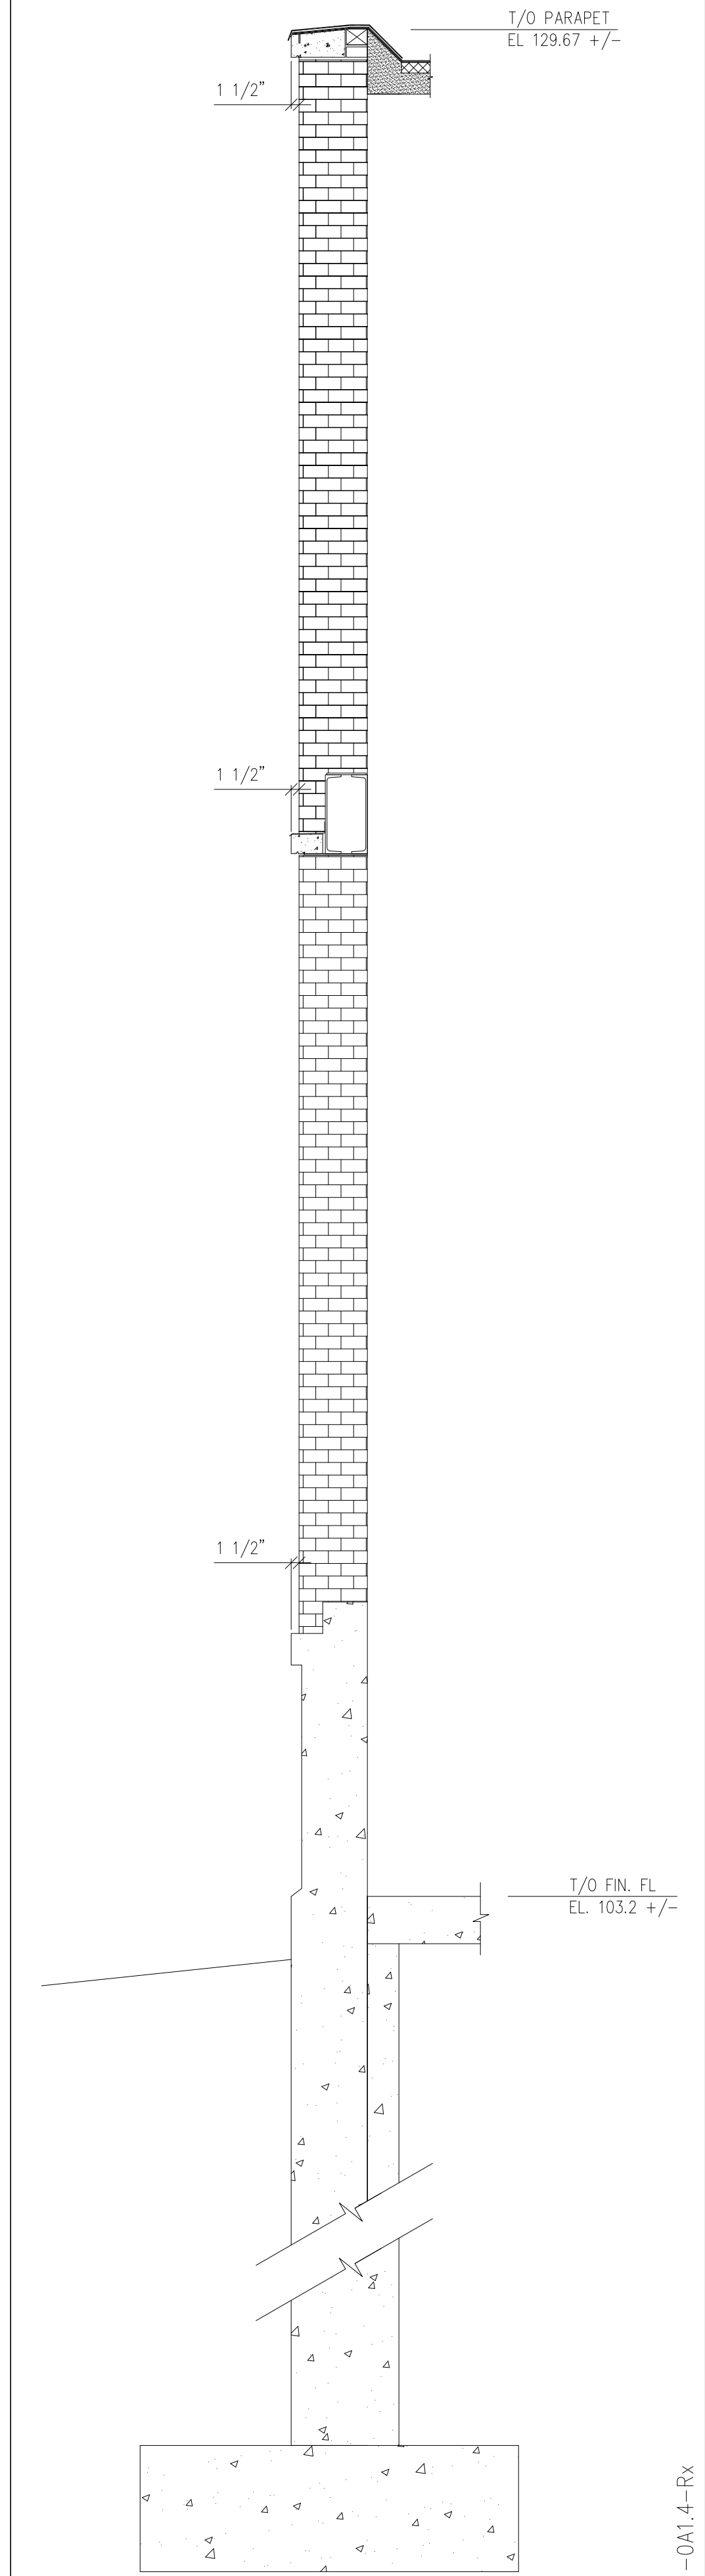 T/O PARAPET
EL 129.67 +/-
1 1/2"
1 1/2"
1 1/2"
T/O FIN. FL
EL. 103.2 +/-
-0A1.4-Rx